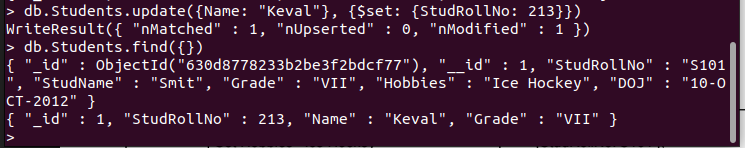 > db.Students.update({Name: "Keval"}, {$set: {StudRollNo: 213}})
WriteResult({ "nMatched" : 1, "nUpserted" : 0, "nModified" : 1 })
> db.Students.find({})
{ "_id" : ObjectId("630d8778233b2be3f2bdcf77"), "__id" : 1, "StudRollNo" : "S101
", "StudName" : "Smit", "Grade" : "VII", "Hobbies" : "Ice Hockey", "DOJ" : "10-O
CT-2012" }
{ "_id" : 1, "StudRollNo" : 213, "Name" : "Keval", "Grade" : "VII" }
>